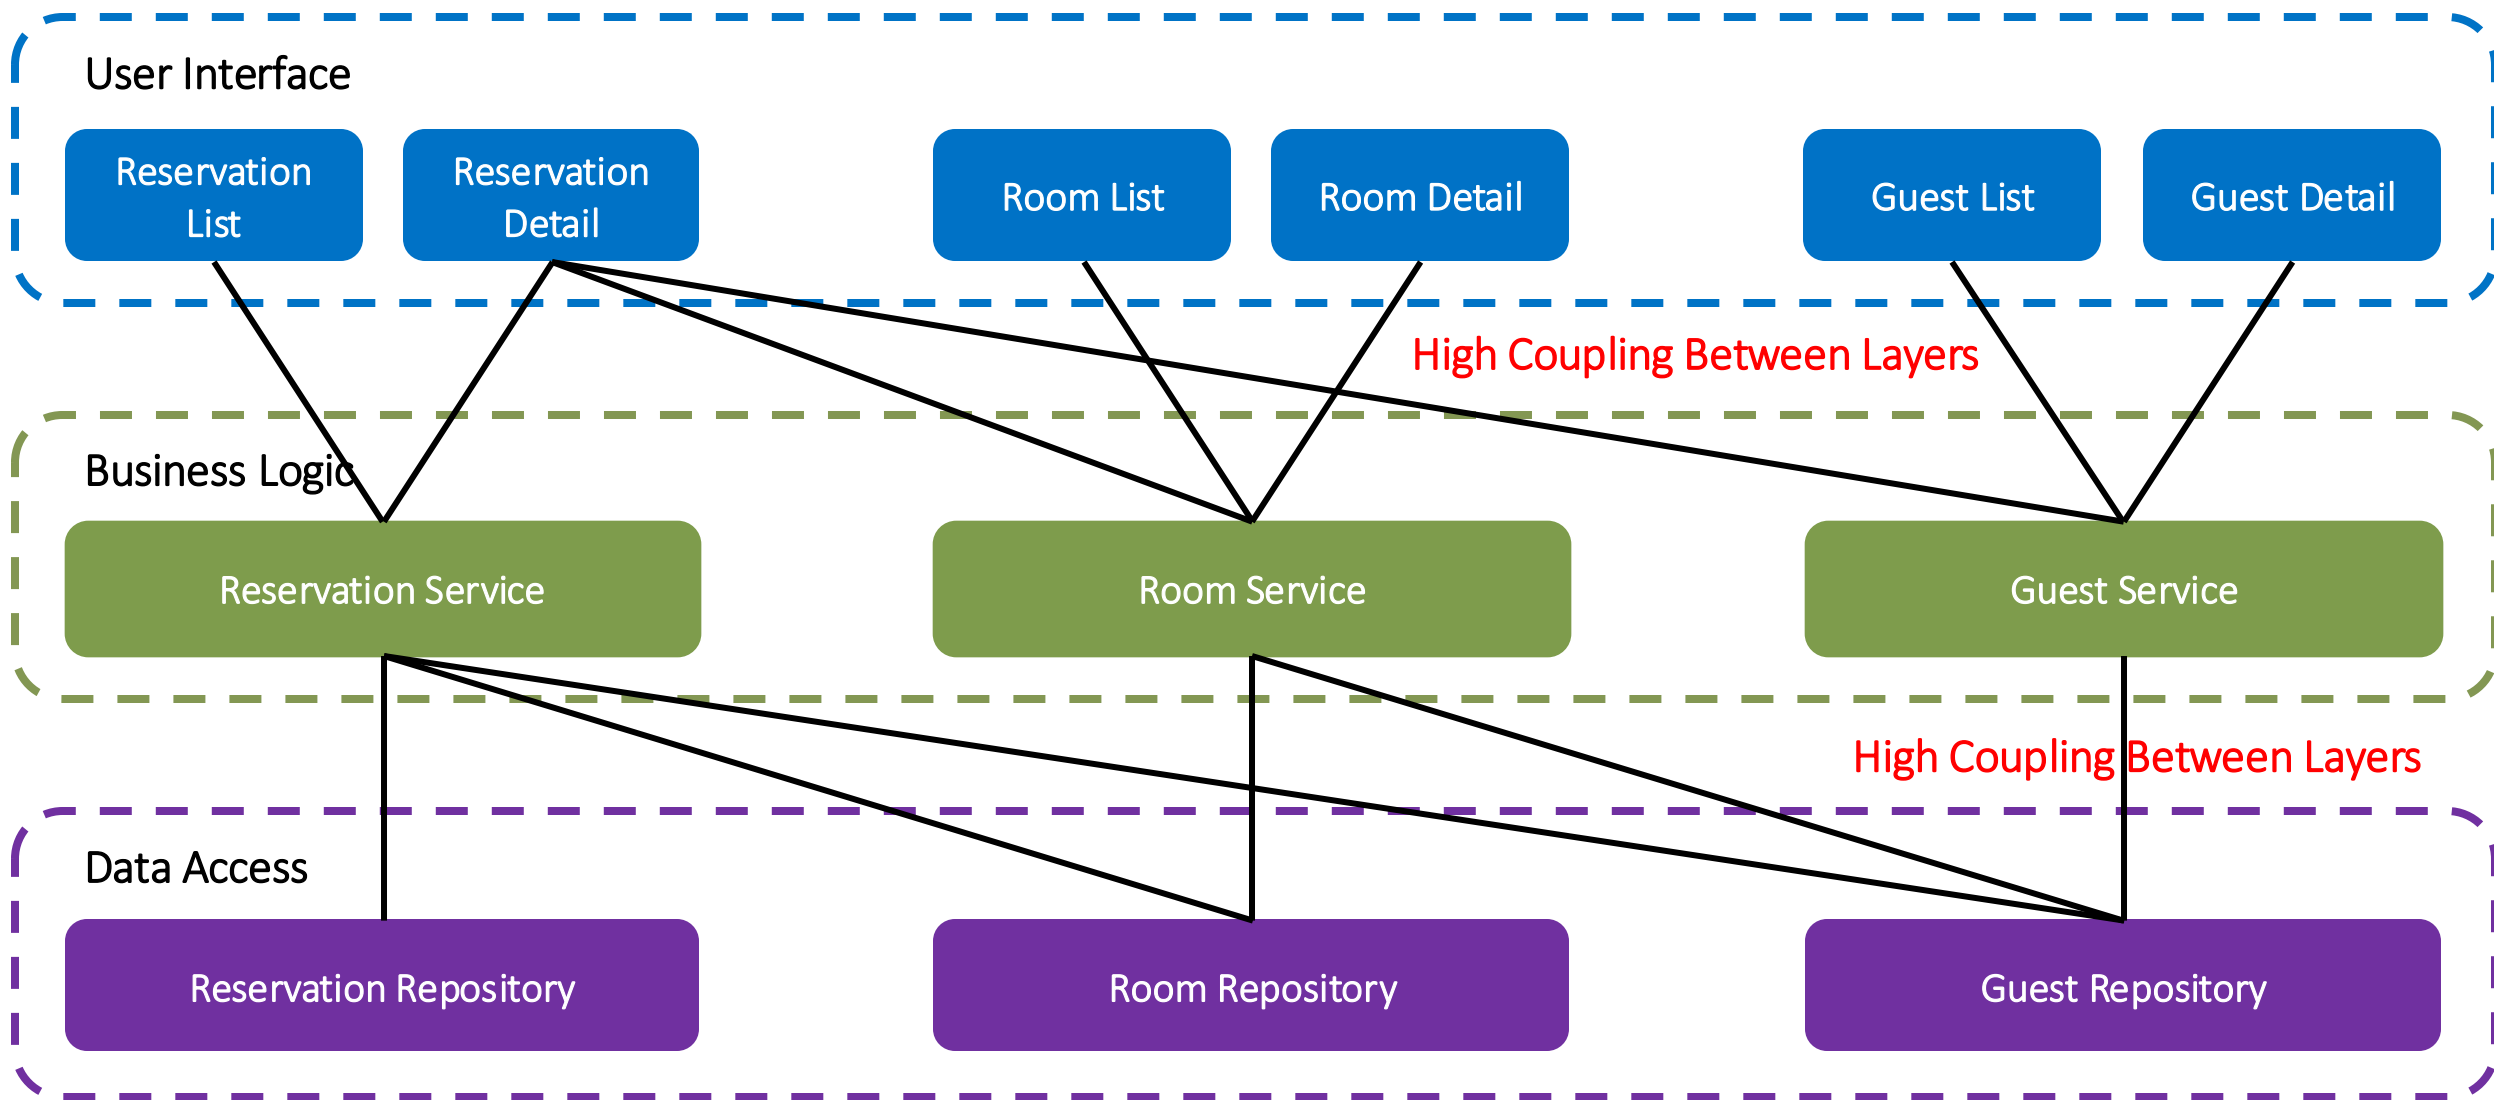 User Interface
Reservation
List
Reservation
Detail
Room List
Room Detail
Guest List
Guest Detail
High Coupling Between Layers
Business Logic
Reservation Service
Room Service
Guest Service
High Coupling Between Layers
Data Access
Reservation Repository
Room Repository
Guest Repository